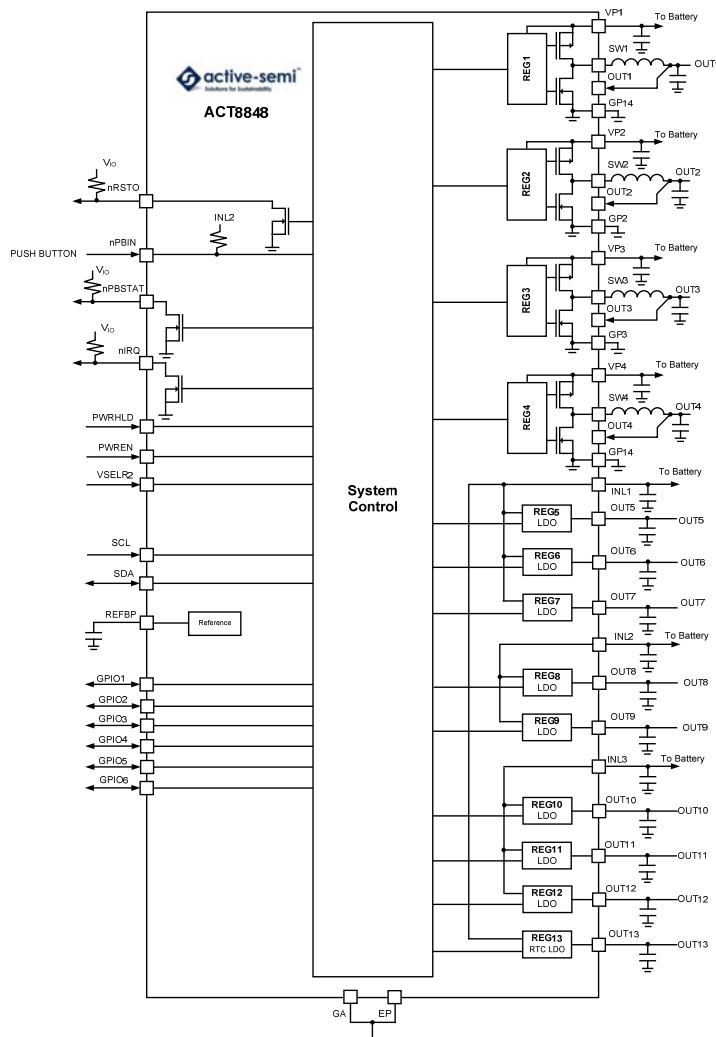 active-semi™
Solutions for Sustainability
ACT8848
System
Control
VIO
nRSTO
INL2
nPBIN
PUSH BUTTON
VIO
nPBSTAT
VIO
nIRQ
PWRHLD
PWREN
VSELR2
SCL
SDA
REFBP
Reference
GPIO1
GPIO2
GPIO3
GPIO4
GPIO5
GPIO6
GA
EP
VP1
To Battery
REG1
SW1
OUT1
GP14
VP2
To Battery
REG2
SW2
OUT2
OUT2
GP2
VP3
To Battery
REG3
SW3
OUT3
OUT3
GP3
VP4
To Battery
REG4
SW4
OUT4
OUT4
GP14
To Battery
INL1
REG5
LDO
OUT5
OUT5
REG6
LDO
OUT6
OUT6
REG7
LDO
OUT7
OUT7
INL2
To Battery
REG8
LDO
OUT8
OUT8
REG9
LDO
OUT9
OUT9
INL3
To Battery
REG10
LDO
OUT10
OUT10
REG11
LDO
OUT11
OUT11
REG12
LDO
OUT12
OUT12
REG13
RTC LDO
OUT13
OUT13